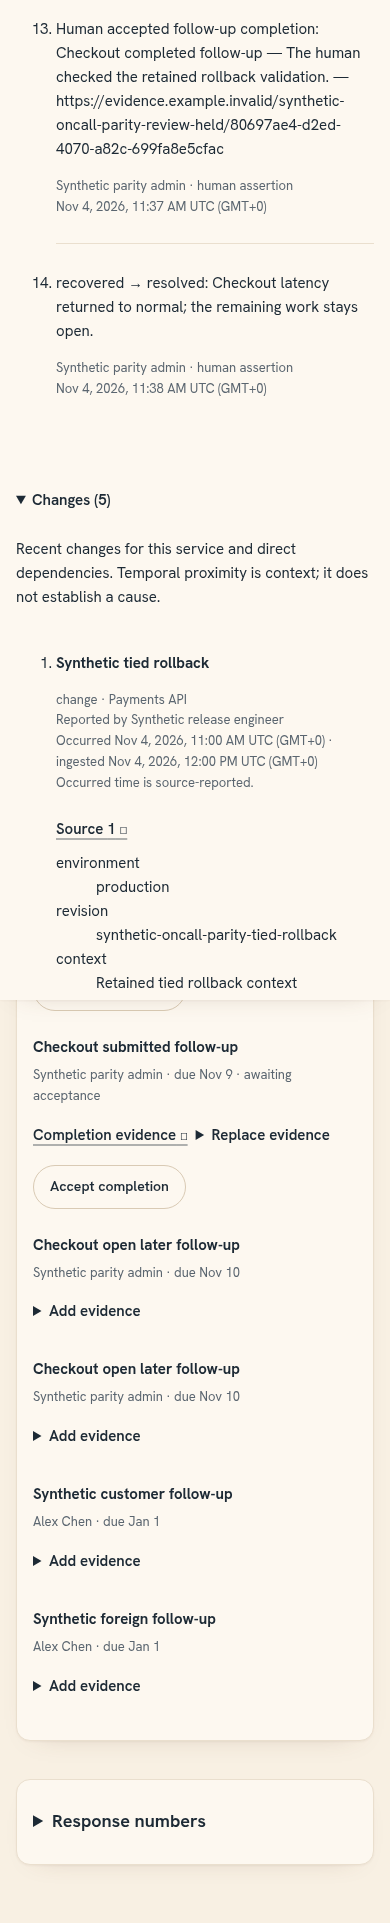 13. Human accepted follow-up completion:
Checkout completed follow-up — The human
checked the retained rollback validation. —
https://evidence.example.invalid/synthetic-
oncall-parity-review-held/80697ae4-d2ed-
4070-a82c-699fa8e5cfac
Synthetic parity admin · human assertion
Nov 4, 2026, 11:37 AM UTC (GMT+0)
14. recovered → resolved: Checkout latency
returned to normal; the remaining work stays
open.
Synthetic parity admin · human assertion
Nov 4, 2026, 11:38 AM UTC (GMT+0)
▼ Changes (5)
Recent changes for this service and direct
dependencies. Temporal proximity is context; it does
not establish a cause.
1. Synthetic tied rollback
change · Payments API
Reported by Synthetic release engineer
Occurred Nov 4, 2026, 11:00 AM UTC (GMT+0) ·
ingested Nov 4, 2026, 12:00 PM UTC (GMT+0)
Occurred time is source-reported.
Source 1
environment
production
revision
synthetic-oncall-parity-tied-rollback
context
Retained tied rollback context
Checkout submitted follow-up
Synthetic parity admin · due Nov 9 · awaiting
acceptance
Completion evidence ▶ Replace evidence
Accept completion
Checkout open later follow-up
Synthetic parity admin · due Nov 10
▶ Add evidence
Checkout open later follow-up
Synthetic parity admin · due Nov 10
▶ Add evidence
Synthetic customer follow-up
Alex Chen · due Jan 1
▶ Add evidence
Synthetic foreign follow-up
Alex Chen · due Jan 1
▶ Add evidence
▶ Response numbers